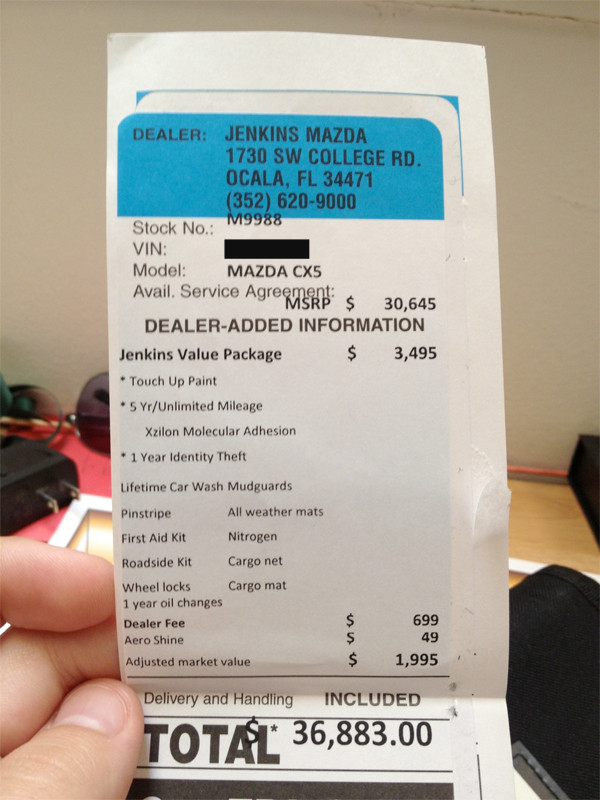 DEALER: JENKINS MAZDA
1730 SW COLLEGE RD.
OCALA, FL 34471
(352) 620-9000
Stock No.: M9988
VIN:
Model: MAZDA CX5
Avail. Service Agreement:
MSRP $ 30,645
DEALER-ADDED INFORMATION
Jenkins Value Package $ 3,495
* Touch Up Paint
* 5 Yr/Unlimited Mileage
Xzilon Molecular Adhesion
* 1 Year Identity Theft
Lifetime Car Wash Mudguards
Pinstripe All weather mats
First Aid Kit Nitrogen
Roadside Kit Cargo net
Wheel locks Cargo mat
1 year oil changes
Dealer Fee $ 699
Aero Shine $ 49
Adjusted market value $ 1,995
Delivery and Handling INCLUDED
TOTAL* $ 36,883.00